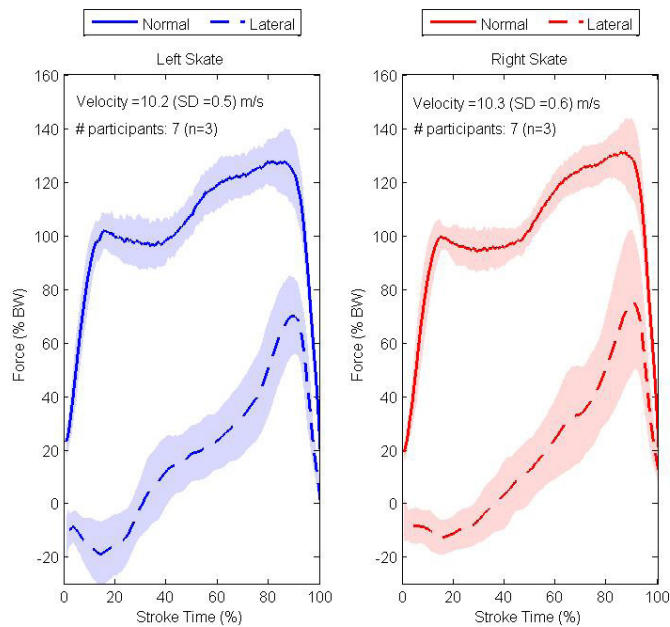 Normal Lateral
Normal Lateral
Left Skate
Velocity =10.2 (SD =0.5) m/s
# participants: 7 (n=3)
Force (% BW)
160
140
120
100
80
60
40
20
0
-20
0 20 40 60 80 100
Stroke Time (%)
Right Skate
Velocity =10.3 (SD =0.6) m/s
# participants: 7 (n=3)
Force (% BW)
160
140
120
100
80
60
40
20
0
-20
0 20 40 60 80 100
Stroke Time (%)